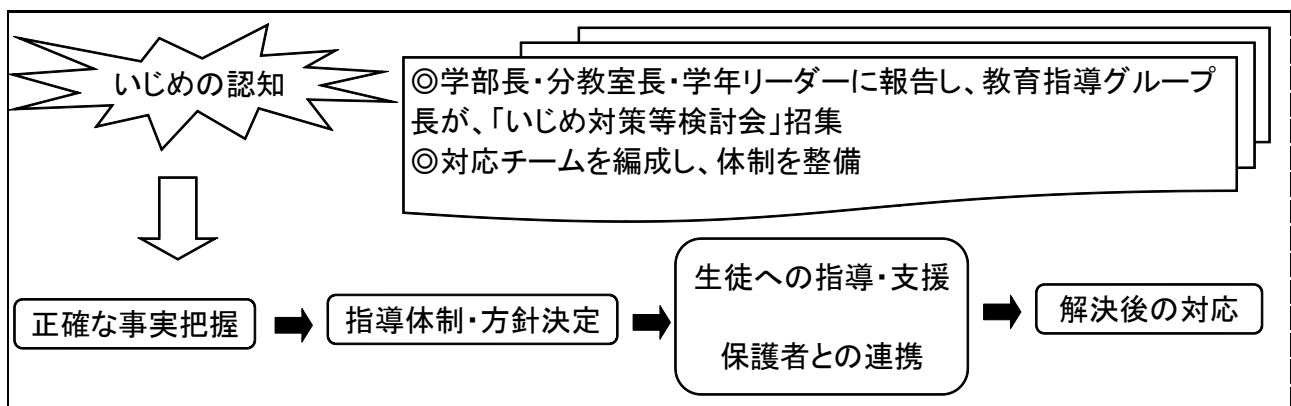 いじめの認知
◎学部長・分教室長・学年リーダーに報告し、教育指導グループ
長が、「いじめ対策等検討会」招集
◎対応チームを編成し、体制を整備
正確な事実把握
指導体制・方針決定
生徒への指導・支援
保護者との連携
解決後の対応